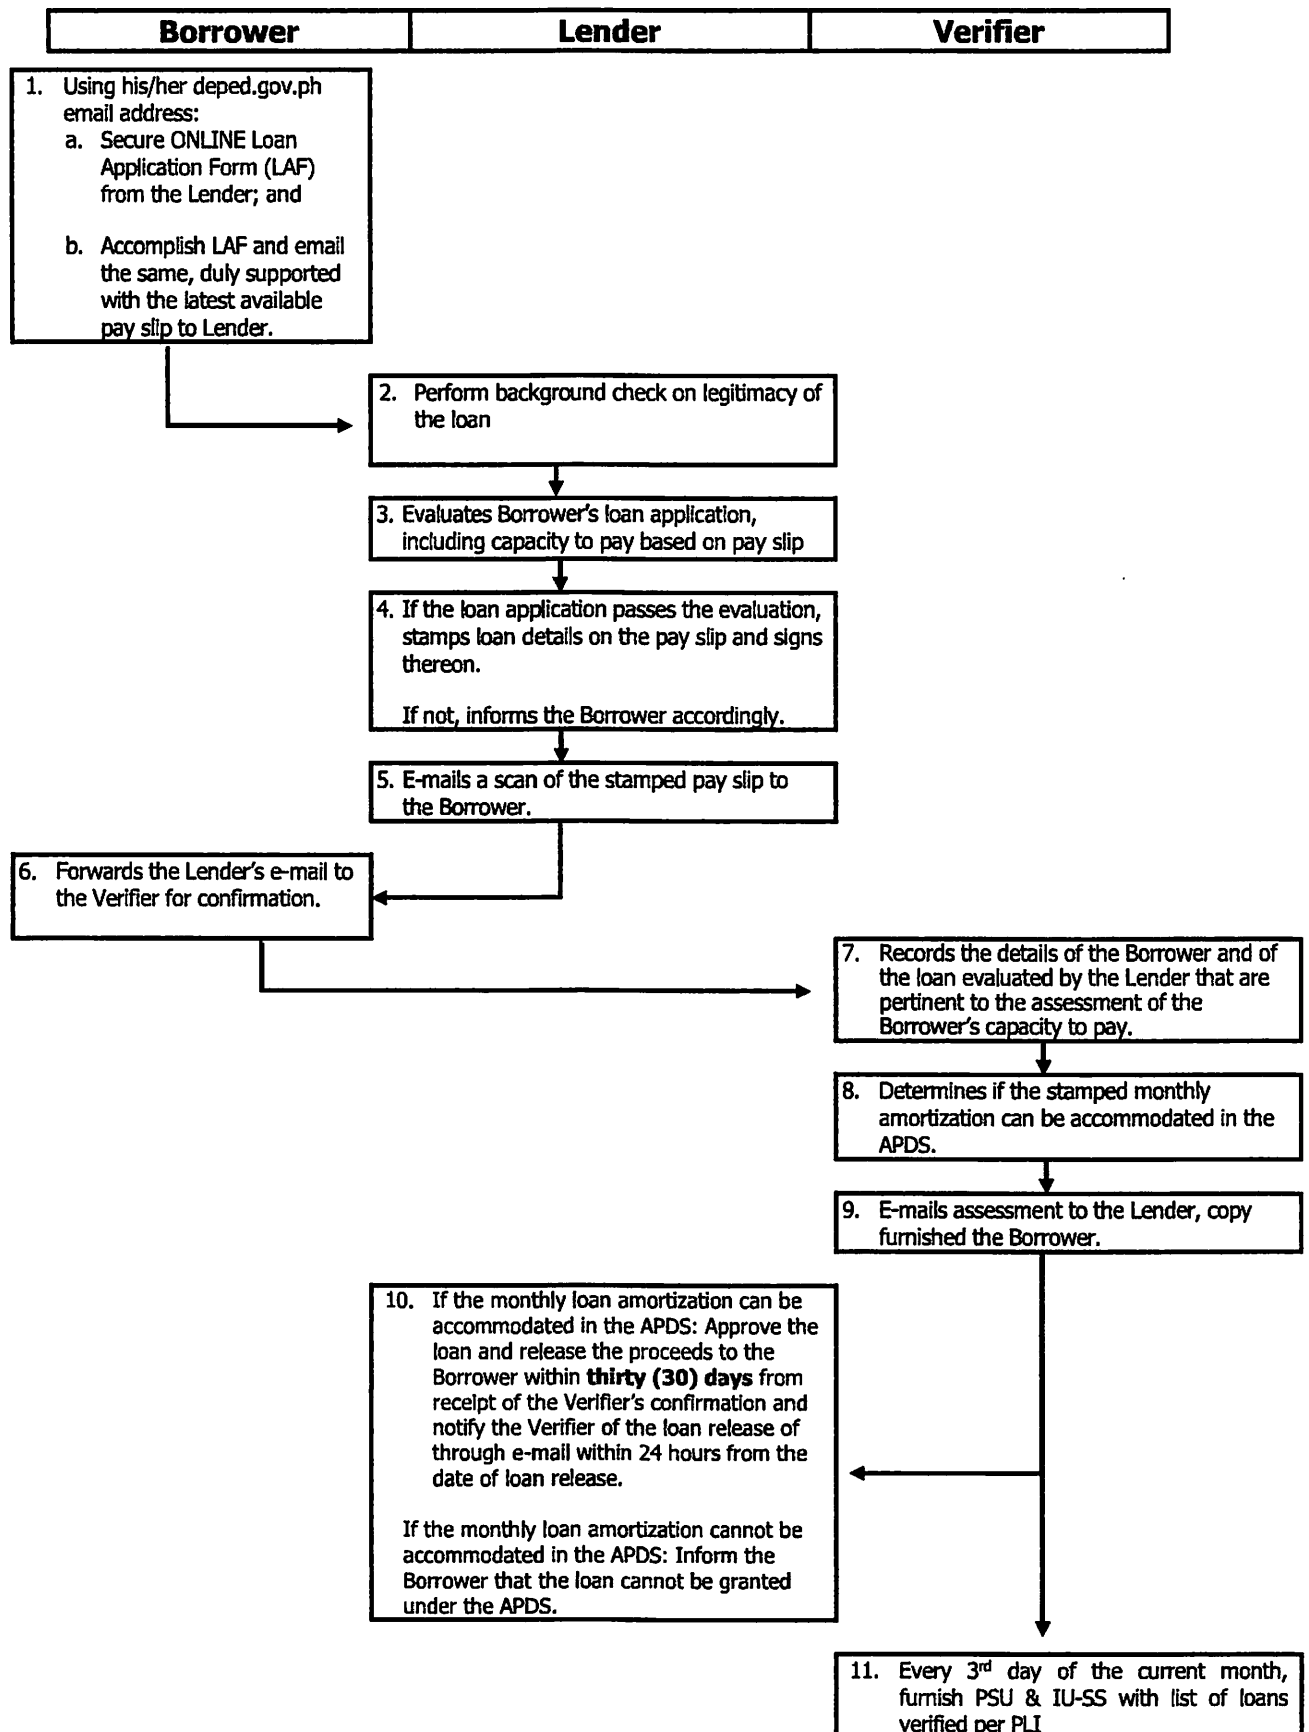 Borrower
Lender
Verifier
1. Using his/her deped.gov.ph
email address:
a. Secure ONLINE Loan
Application Form (LAF)
from the Lender; and
b. Accomplish LAF and email
the same, duly supported
with the latest available
pay slip to Lender.
2. Perform background check on legitimacy of
the loan
3. Evaluates Borrower's loan application,
including capacity to pay based on pay slip
4. If the loan application passes the evaluation,
stamps loan details on the pay slip and signs
thereon.
If not, informs the Borrower accordingly.
5. E-mails a scan of the stamped pay slip to
the Borrower.
6. Forwards the Lender's e-mail to
the Verifier for confirmation.
7. Records the details of the Borrower and of
the loan evaluated by the Lender that are
pertinent to the assessment of the
Borrower's capacity to pay.
8. Determines if the stamped monthly
amortization can be accommodated in the
APDS.
9. E-mails assessment to the Lender, copy
furnished the Borrower.
10. If the monthly loan amortization can be
accommodated in the APDS: Approve the
loan and release the proceeds to the
Borrower within thirty (30) days from
receipt of the Verifier's confirmation and
notify the Verifier of the loan release of
through e-mail within 24 hours from the
date of loan release.
If the monthly loan amortization cannot be
accommodated in the APDS: Inform the
Borrower that the loan cannot be granted
under the APDS.
11. Every 3rd day of the current month,
furnish PSU & IU-SS with list of loans
verified per PLI